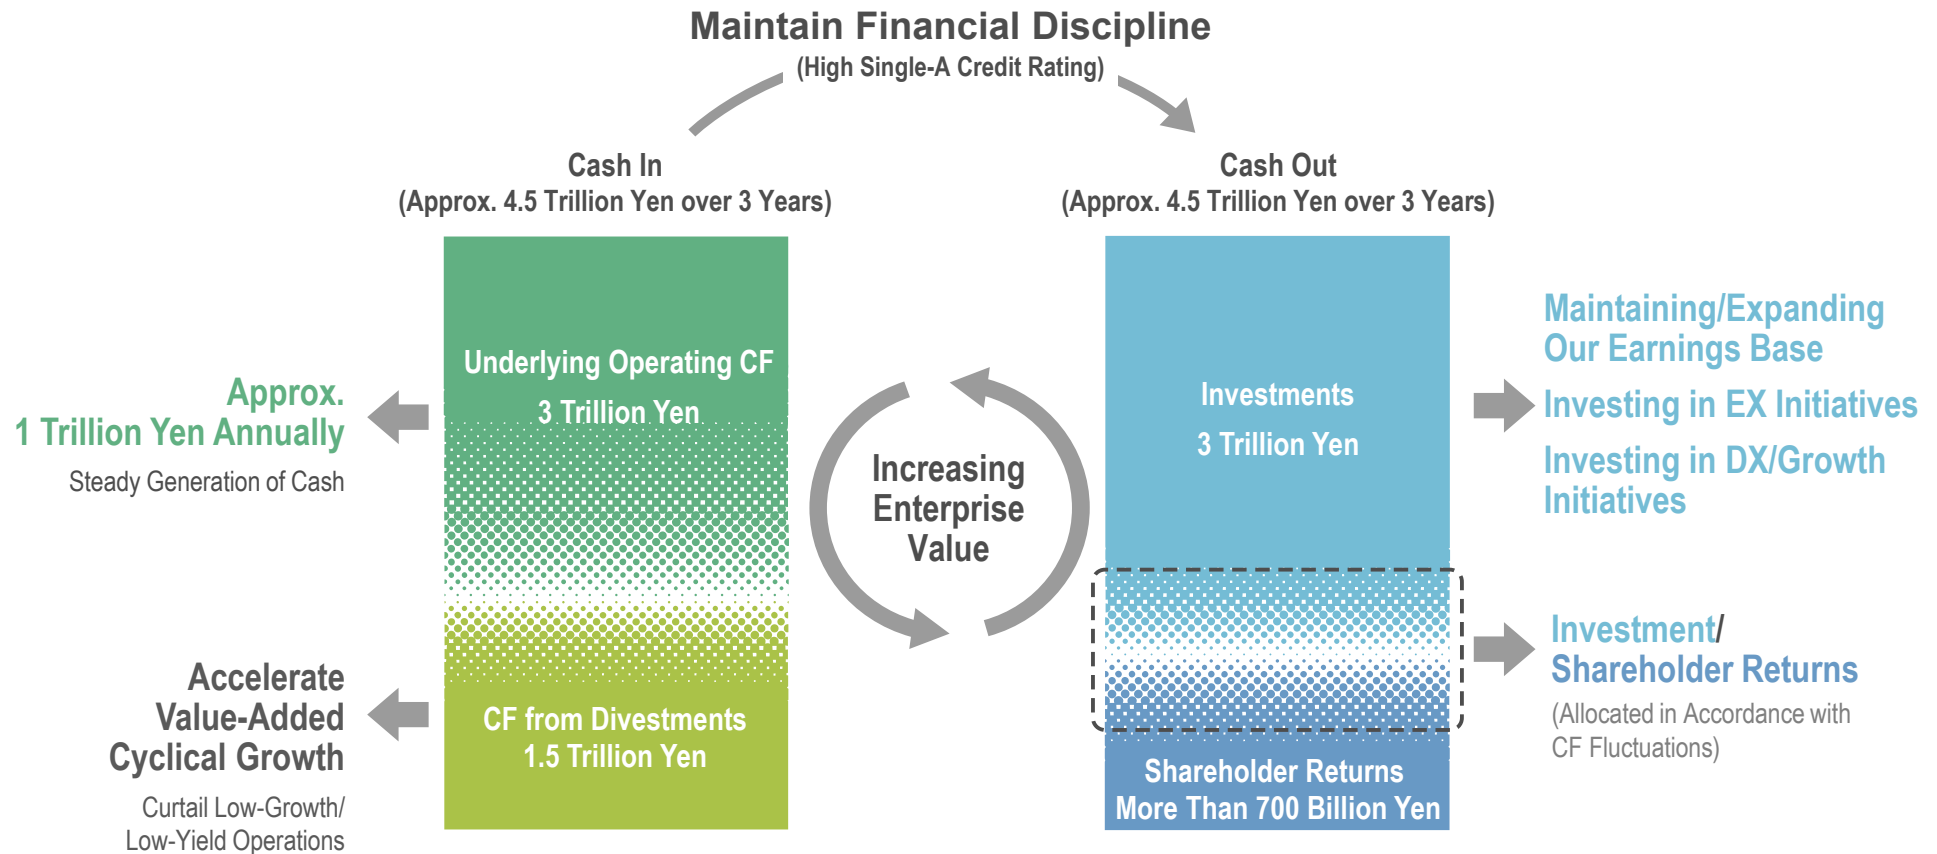 Maintain Financial Discipline
(High Single-A Credit Rating)
Cash In
(Approx. 4.5 Trillion Yen over 3 Years)
Cash Out
(Approx. 4.5 Trillion Yen over 3 Years)
Approx.
1 Trillion Yen Annually
Steady Generation of Cash
Accelerate
Value-Added
Cyclical Growth
Curtail Low-Growth/
Low-Yield Operations
Underlying Operating CF
3 Trillion Yen
CF from Divestments
1.5 Trillion Yen
Increasing
Enterprise
Value
Investments
3 Trillion Yen
Shareholder Returns
More Than 700 Billion Yen
Maintaining/Expanding
Our Earnings Base
Investing in EX Initiatives
Investing in DX/Growth
Initiatives
Investment/
Shareholder Returns
(Allocated in Accordance with
CF Fluctuations)